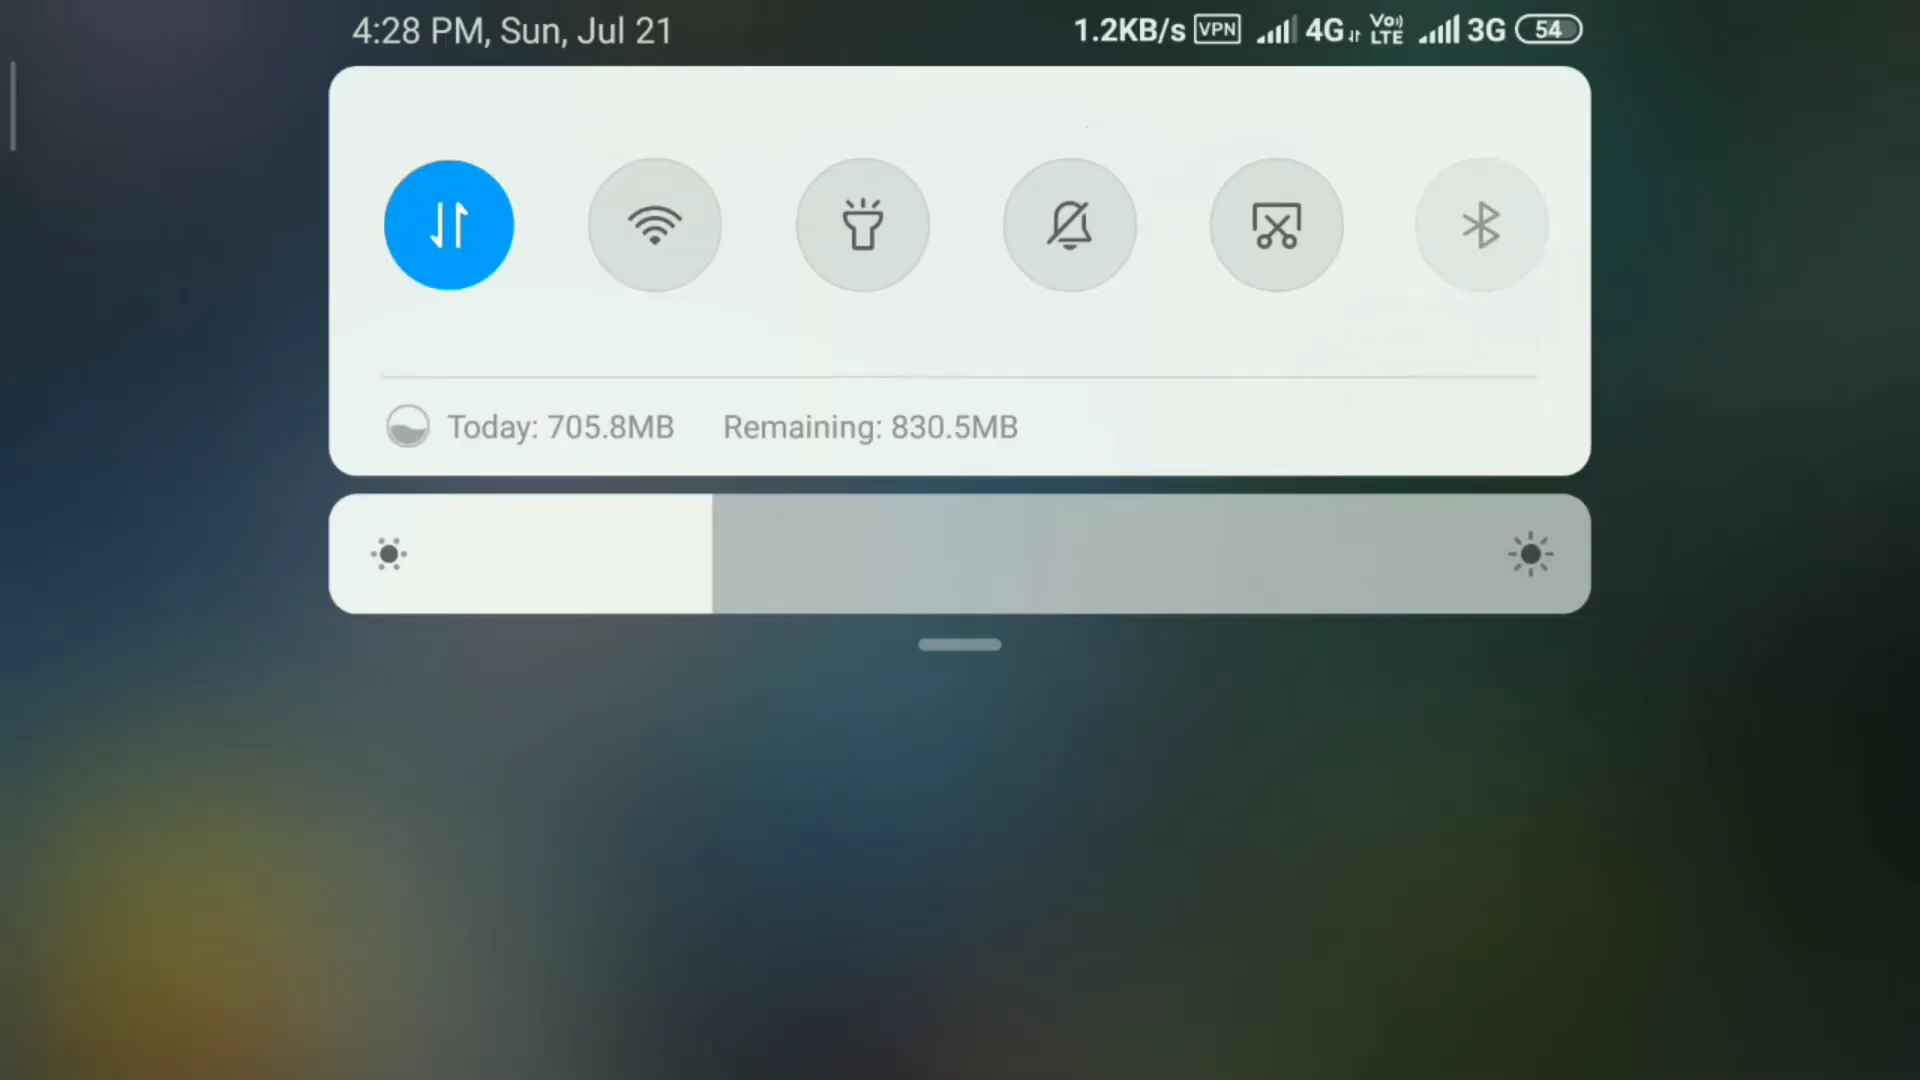 4:28 PM, Sun, Jul 21 1.2KB/s VPN 4G Vo) LTE 3G 54
Today: 705.8MB Remaining: 830.5MB